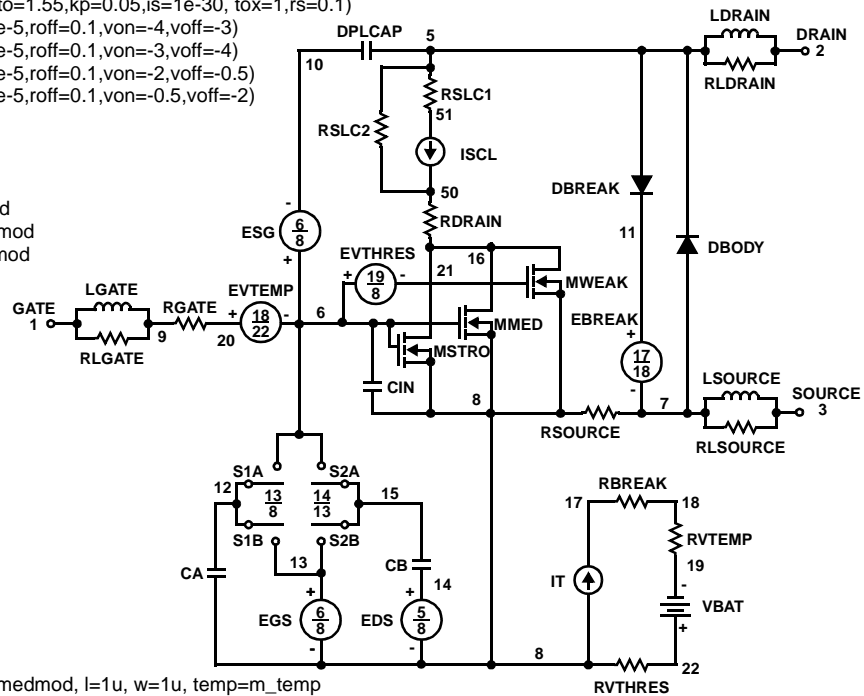 to=1.55,kp=0.05,is=1e-30, tox=1,rs=0.1)
e-5,roff=0.1,von=-4,voff=-3)
e-5,roff=0.1,von=-3,voff=-4)
e-5,roff=0.1,von=-2,voff=-0.5)
e-5,roff=0.1,von=-0.5,voff=-2)
LDRAIN
DPLCAP
5
DRAIN
2
10
RLDRAIN
RSLC1
51
RSLC2
ISCL
50
DBREAK
d
mod
mod
-
ESG
6
8
+
RDRAIN
11
DBODY
EVTHRES
+
19
8
-
21
16
MWEAK
LGATE
GATE
1
RLGATE
9
RGATE
20
EVTEMP
+
18
22
-
6
MMED
EBREAK
+
17
18
-
MSTRO
CIN
8
LSOURCE
SOURCE
3
7
RSOURCE
RLSOURCE
S1A
S2A
12
13
8
14
13
15
S1B
S2B
13
RBREAK
17
18
RVTEMP
19
CA
CB
14
IT
-
VBAT
+
+
EGS
6
8
-
+
EDS
5
8
-
8
22
RVTHRES
medmod, l=1u, w=1u, temp=m_temp